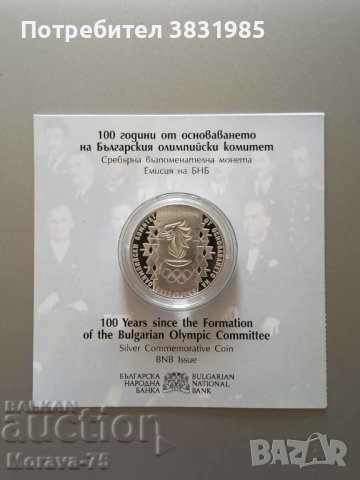 Потребител 3831985
100 години от основаването
на Българския олимпийски комитет
Сребърна възпоменателна монета
Емисия на БНБ
100 Years since the Formation
of the Bulgarian Olympic Committee
Silver Commemorative Coin
BNB Issue
БЪЛГАРСКА
НАРОДНА
БАНКА
BULGARIAN
NATIONAL
BANK
БАЛКАН
auction
Morava-75
BAZAR